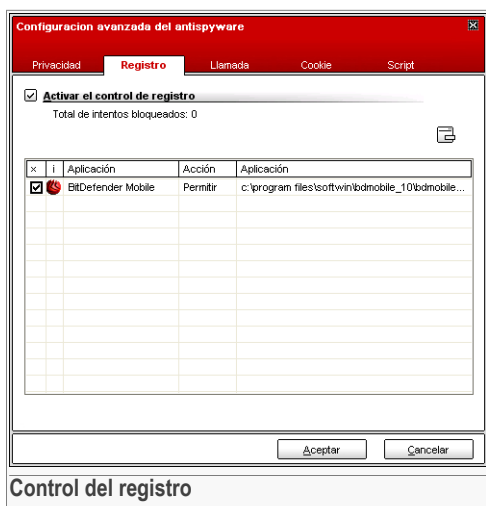 Configuracion avanzada del antispyware
Privacidad Registro Llamada Cookie Script
Activar el control de registro
Total de intentos bloqueados: 0
× i Aplicación Acción Aplicación
BitDefender Mobile Permitir c:\program files\softwin\bdmobile_10\bdmobile...
Aceptar Cancelar
Control del registro